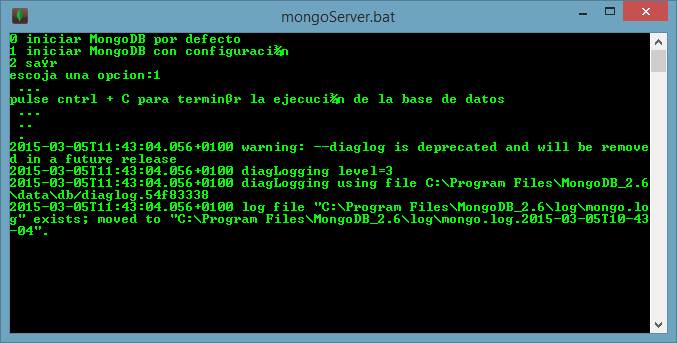 mongoServer.bat
0 iniciar MongoDB por defecto
1 iniciar MongoDB con configuraci¾n
2 saÝr
escoja una opcion:1
...
pulse cntrl + C para terminßr la ejecuci¾n de la base de datos
...
..
.
2015-03-05T11:43:04.056+0100 warning: --diaglog is deprecated and will be remove
d in a future release
2015-03-05T11:43:04.056+0100 diagLogging level=3
2015-03-05T11:43:04.056+0100 diagLogging using file C:\Program Files\MongoDB_2.6
\data\db/diaglog.54f83338
2015-03-05T11:43:04.056+0100 log file "C:\Program Files\MongoDB_2.6\log\mongo.lo
g" exists; moved to "C:\Program Files\MongoDB_2.6\log\mongo.log.2015-03-05T10-43
-04".